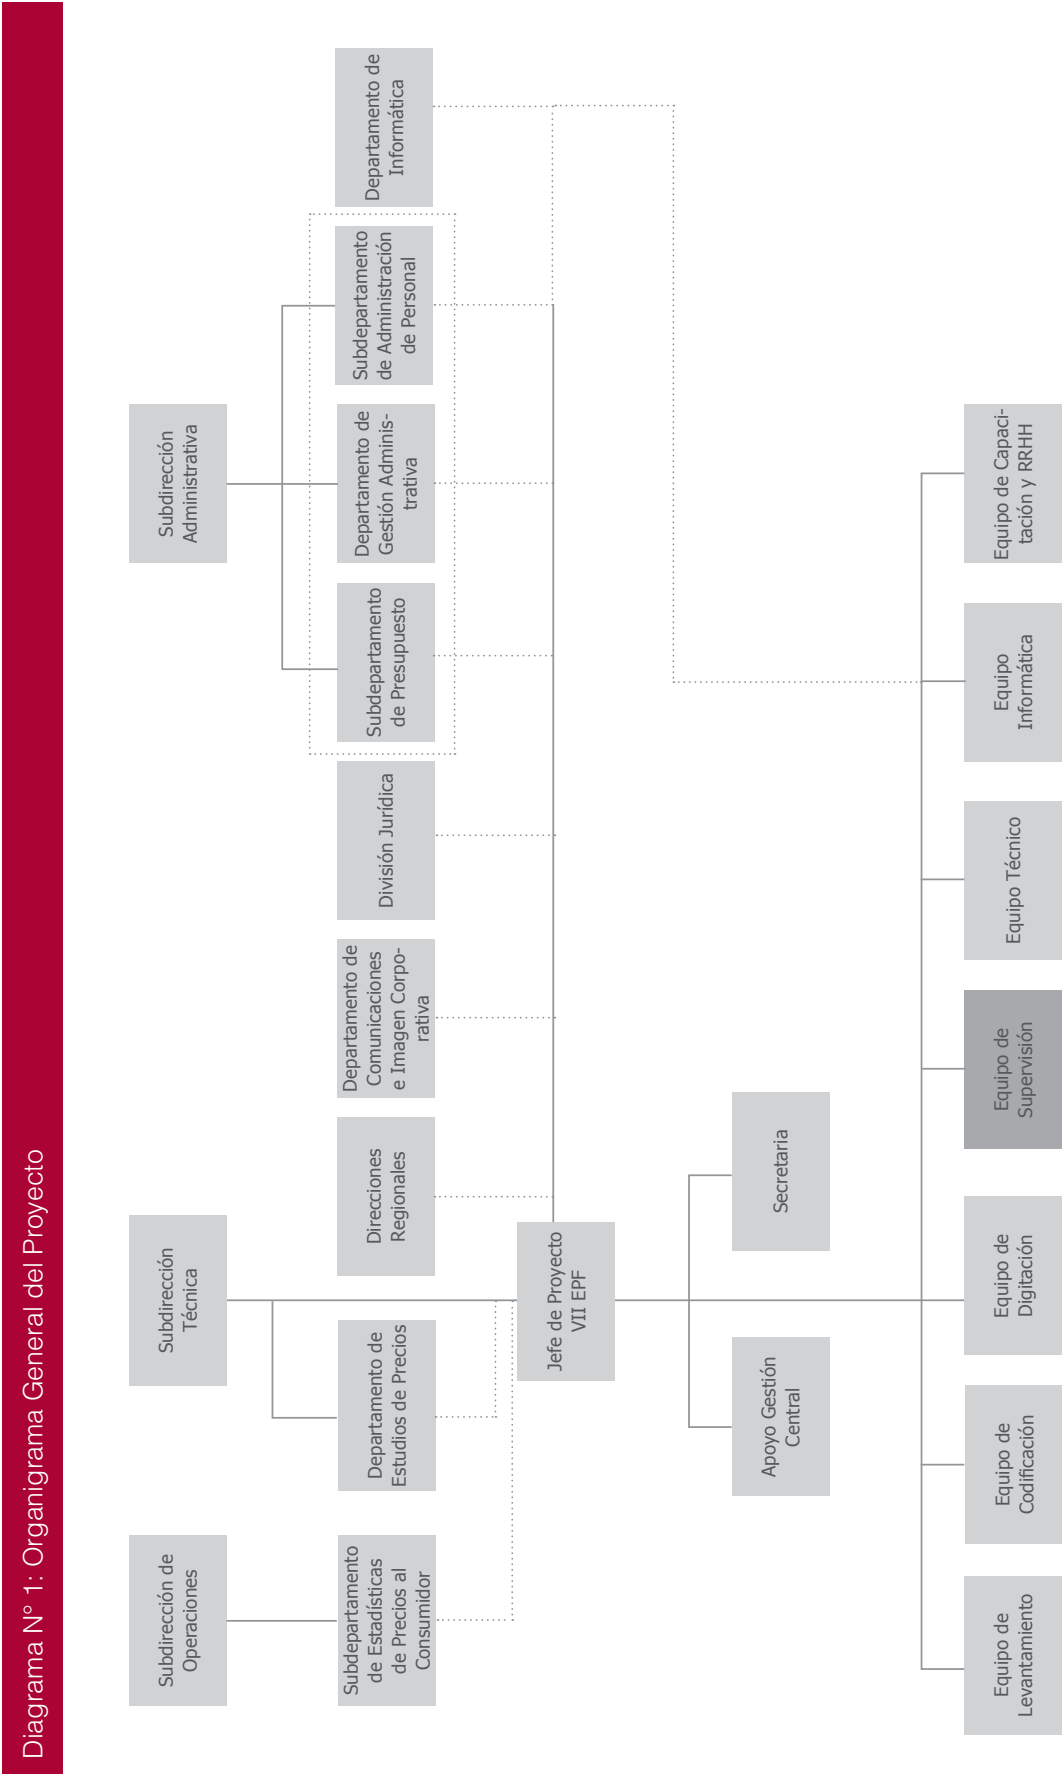 Diagrama N° 1: Organigrama General del Proyecto
Subdirección de
Operaciones
Subdirección
Técnica
Subdirección
Administrativa
Subdepartamento
de Estadísticas
de Precios al
Consumidor
Departamento de
Estudios de Precios
Direcciones
Regionales
Departamento de
Comunicaciones
e Imagen Corpo-
rativa
División Jurídica
Subdepartamento
de Presupuesto
Departamento de
Gestión Adminis-
trativa
Subdepartamento
de Administración
de Personal
Departamento de
Informática
Jefe de Proyecto
VII EPF
Apoyo Gestión
Central
Secretaria
Equipo de
Levantamiento
Equipo de
Codificación
Equipo de
Digitación
Equipo de
Supervisión
Equipo Técnico
Equipo
Informática
Equipo de Capaci-
tación y RRHH